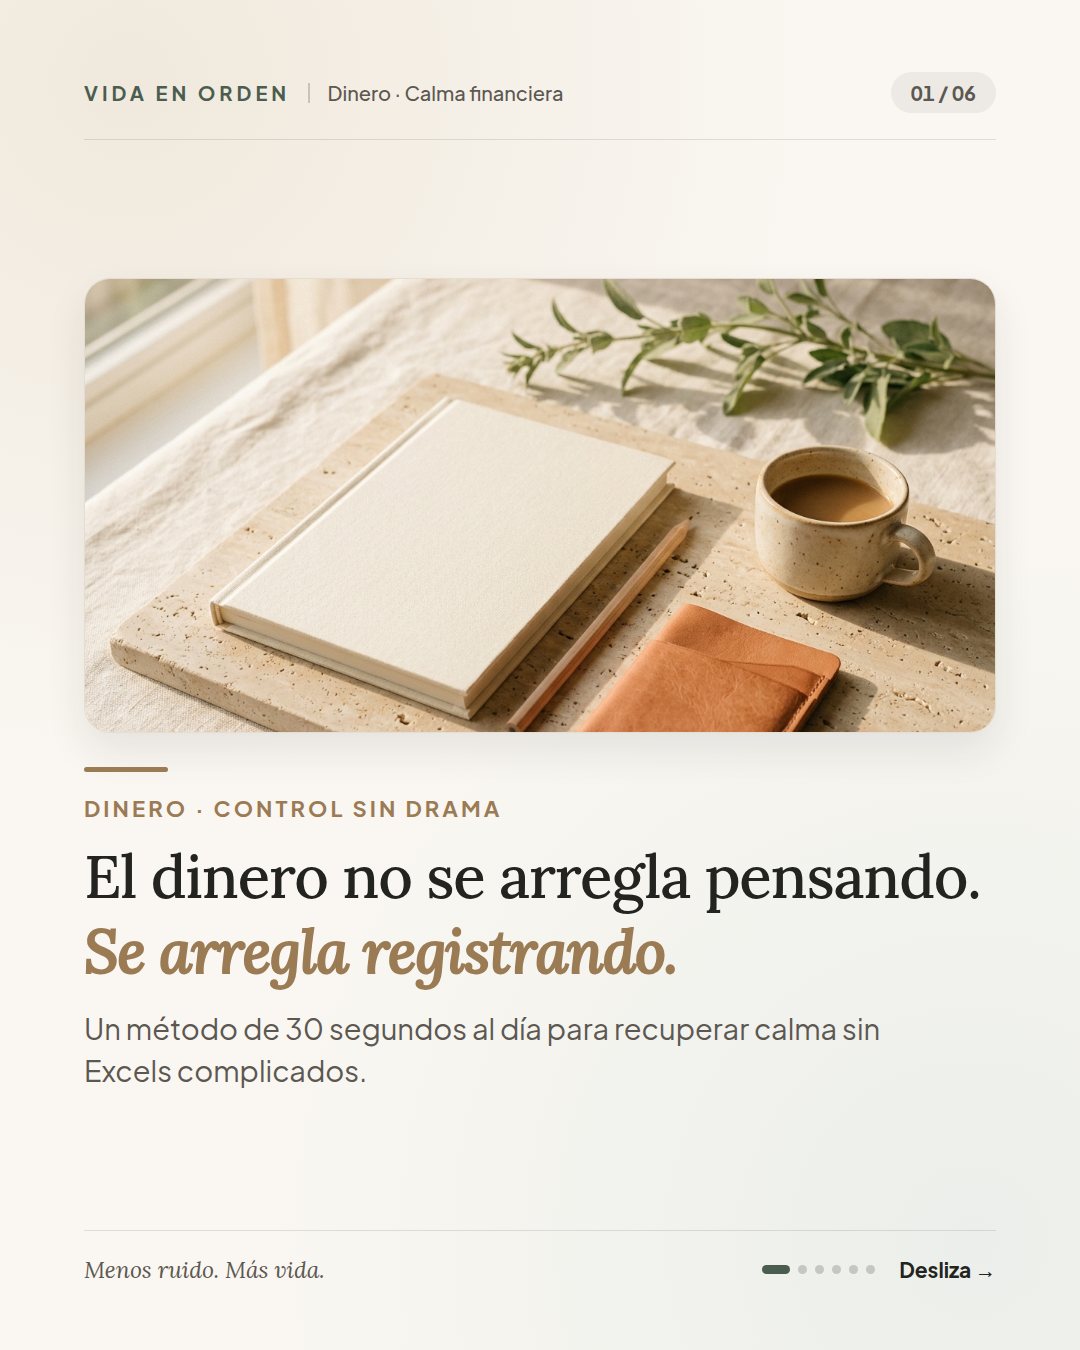 VIDA EN ORDEN | Dinero · Calma financiera
01 / 06
DINERO · CONTROL SIN DRAMA
El dinero no se arregla pensando.
Se arregla registrando.
Un método de 30 segundos al día para recuperar calma sin
Excels complicados.
Menos ruido. Más vida.
Desliza →